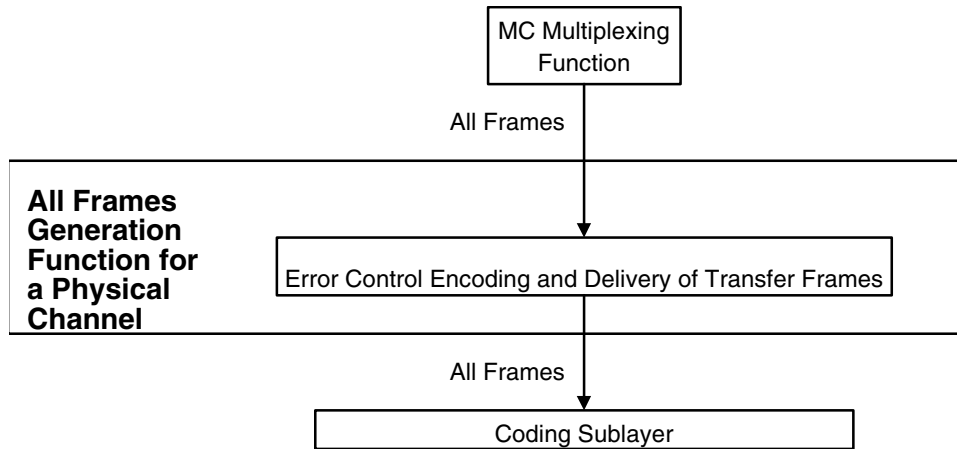 MC Multiplexing
Function
All Frames
All Frames
Generation
Function for
a Physical
Channel
Error Control Encoding and Delivery of Transfer Frames
All Frames
Coding Sublayer